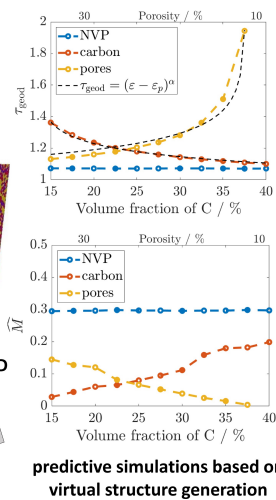 30 Porosity / % 10
2
1.8
1.6
1.4
1.2
1
τ_geod
NVP
carbon
pores
τ_geod = (ε − ε_p)^α
15 20 25 30 35 40
Volume fraction of C / %
30 Porosity / % 10
0.5
0.4
0.3
0.2
0.1
0
M̂
NVP
carbon
pores
15 20 25 30 35 40
Volume fraction of C / %
predictive simulations based on
virtual structure generation